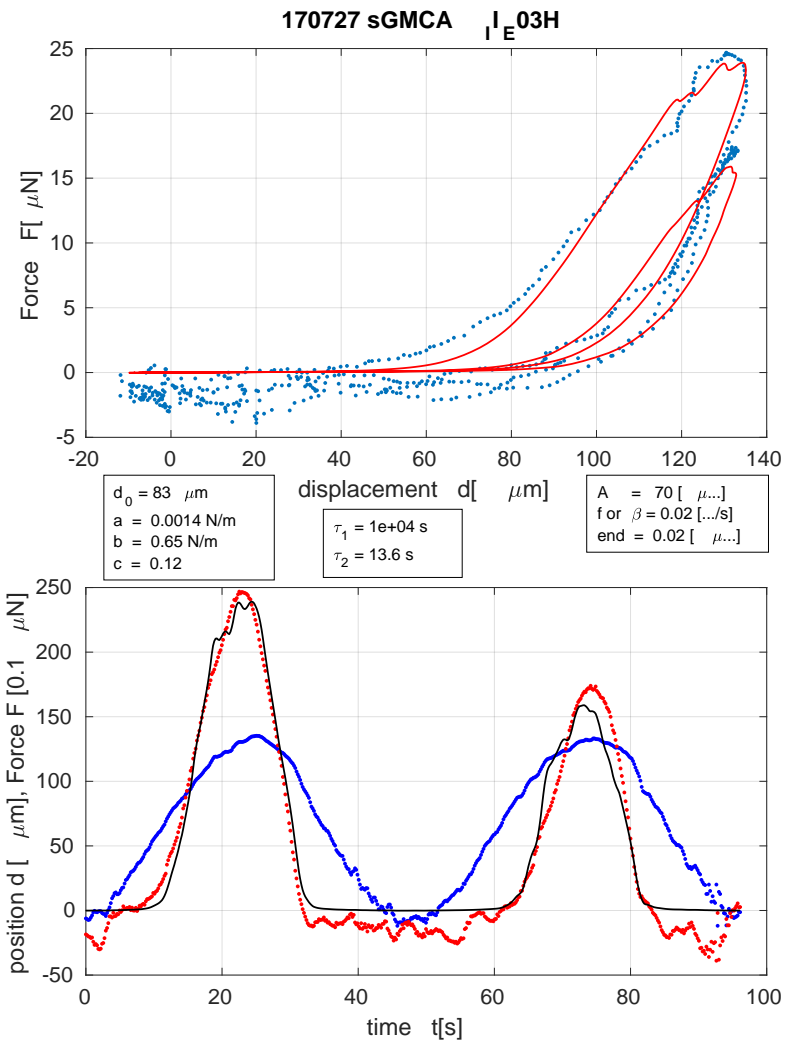 170727 sGMCA I I E 03H
25
20
15
10
5
0
-5
Force F[ μN]
-20 0 20 40 60 80 100 120 140
displacement d[ μm]
d0 = 83 μm
a = 0.0014 N/m
b = 0.65 N/m
c = 0.12
τ1 = 1e+04 s
τ2 = 13.6 s
A = 70 [ μ...]
for β = 0.02 [.../s]
end = 0.02 [ μ...]
200
150
100
50
0
-50
position d [ μm], Force F [0.1 μN]
0 20 40 60 80 100
time t[s]